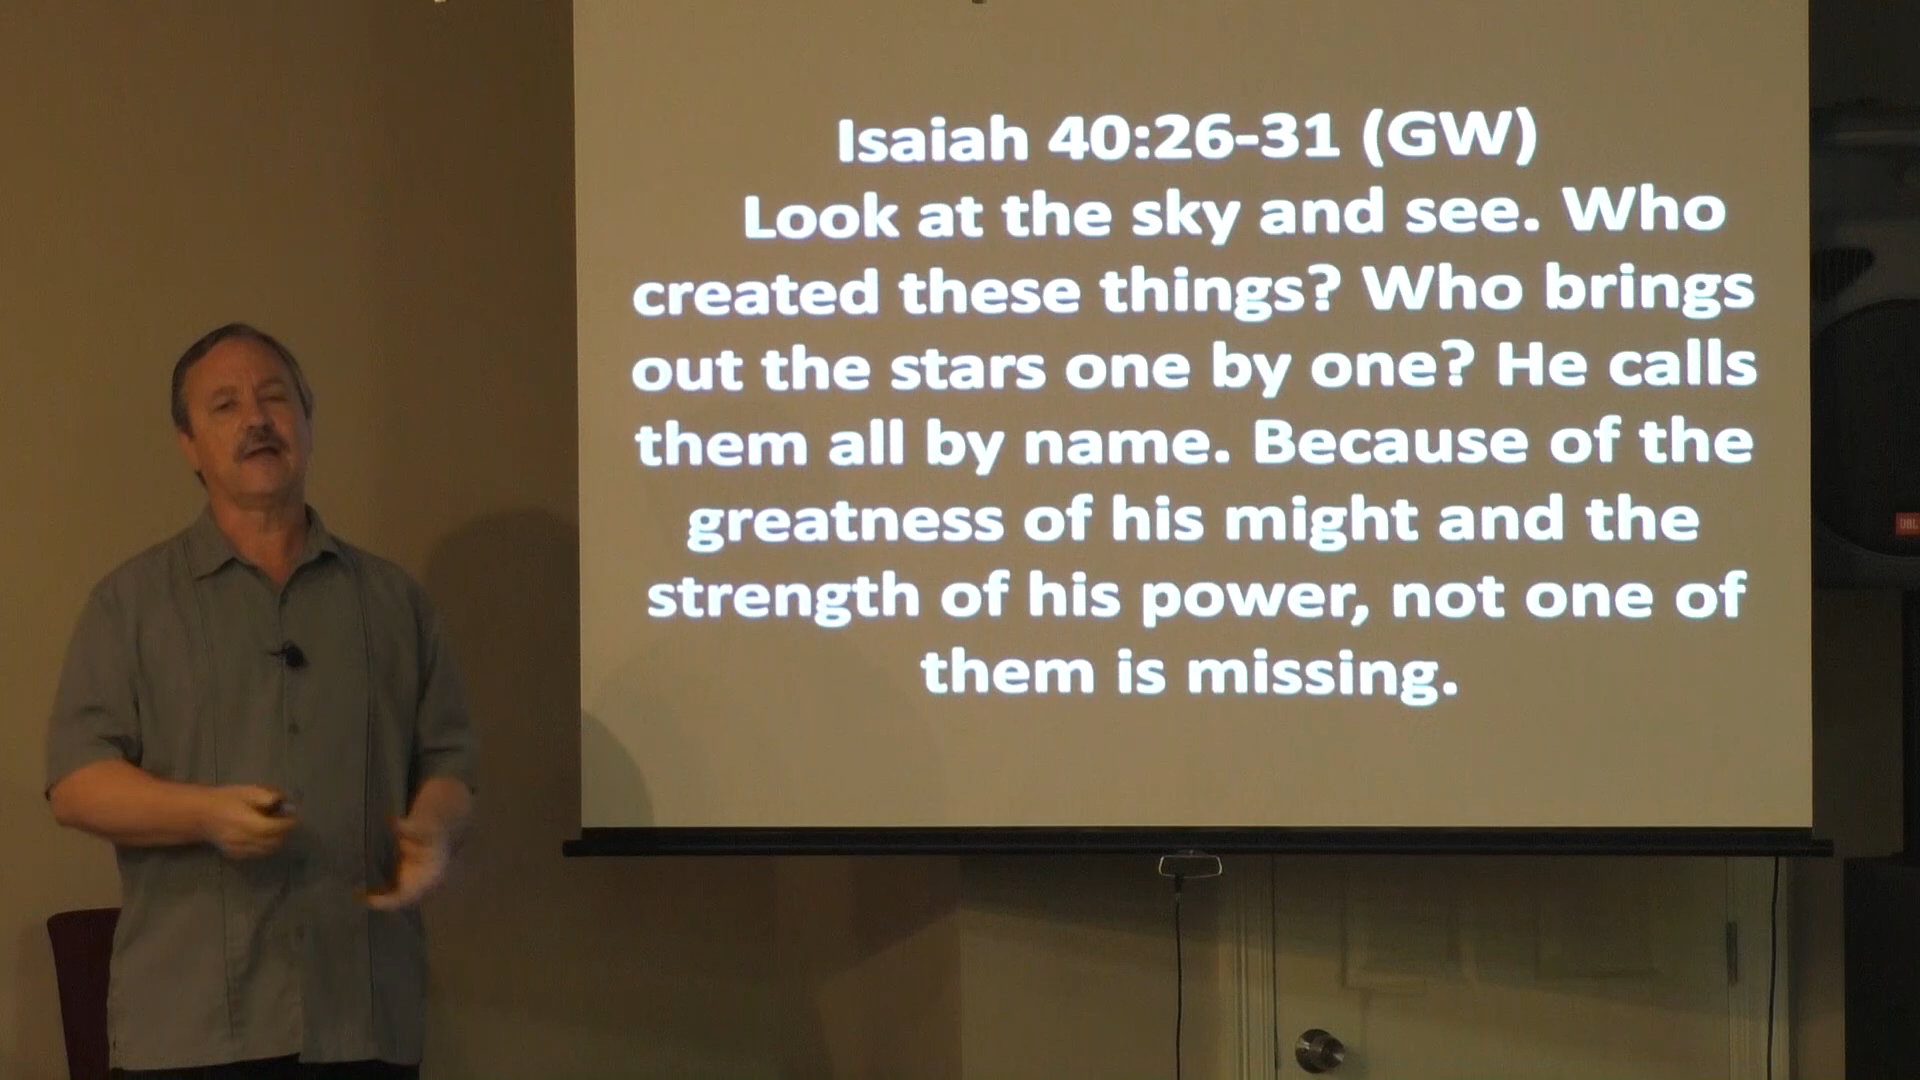 Isaiah 40:26-31 (GW)
Look at the sky and see. Who
created these things? Who brings
out the stars one by one? He calls
them all by name. Because of the
greatness of his might and the
strength of his power, not one of
them is missing.
JBL